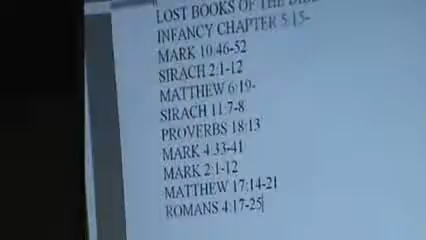 LOST BOOKS OF THE
INFANCY CHAPTER 5:15-
MARK 10:46-52
SIRACH 2:1-12
MATTHEW 6:19-
SIRACH 11:7-8
PROVERBS 18:13
MARK 4:33-41
MARK 2:1-12
MATTHEW 17:14-21
ROMANS 4:17-25